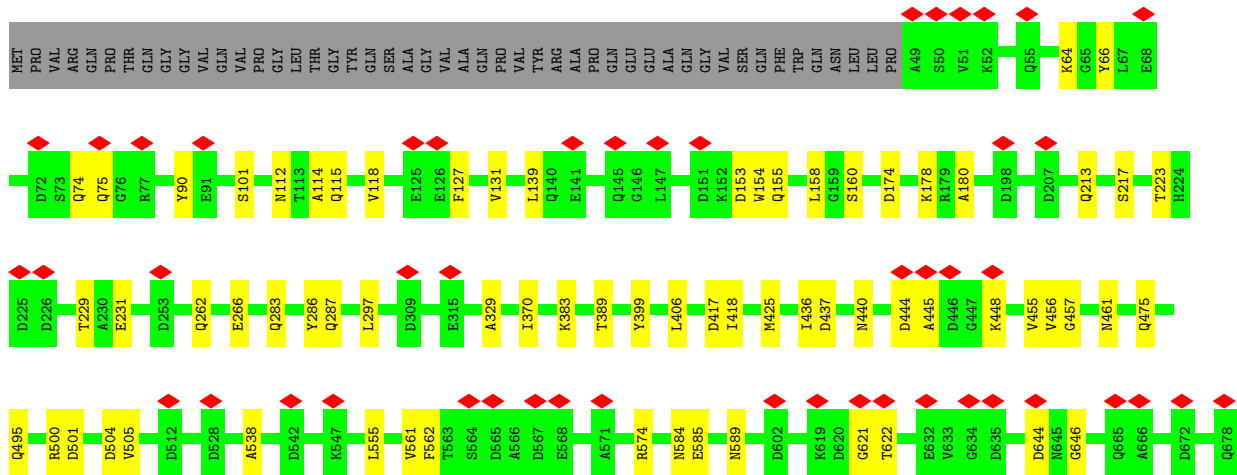 MET PRO VAL ARG GLN PRO THR GLN GLY GLY VAL GLN VAL PRO GLY LEU THR GLY TYR GLN SER ALA GLY VAL ALA GLN PRO VAL TYR ARG ALA PRO GLN GLU GLU ALA GLN GLY VAL SER GLN PHE TRP GLN ASN LEU LEU PRO A49 S50 V51 K52 Q55 K64 G65 Y66 L67 E68
D72 S73 Q74 Q75 G76 R77 Y90 E91 S101 N112 T113 A114 Q115 V118 E125 E126 F127 V131 L139 Q140 E141 Q145 G146 L147 D151 K152 D153 W154 Q155 L158 G159 S160 D174 K178 R179 A180 D198 D207 Q213 S217 T223 H224
D225 D226 T229 A230 E231 D253 Q262 E266 Q283 Y286 Q287 L297 D309 E315 A329 I370 K383 T389 Y399 L406 D417 I418 M425 I436 D437 N440 D444 A445 D446 G447 K448 V455 V456 G457 N461 Q475
Q495 R500 D501 D504 V505 D512 D528 A538 D542 K547 L555 V561 F562 T563 S564 D565 A566 D567 E568 A571 R574 N584 E585 N589 D602 K619 D620 G621 T622 E632 V633 G634 D635 D644 N645 G646 Q665 A666 D672 Q678